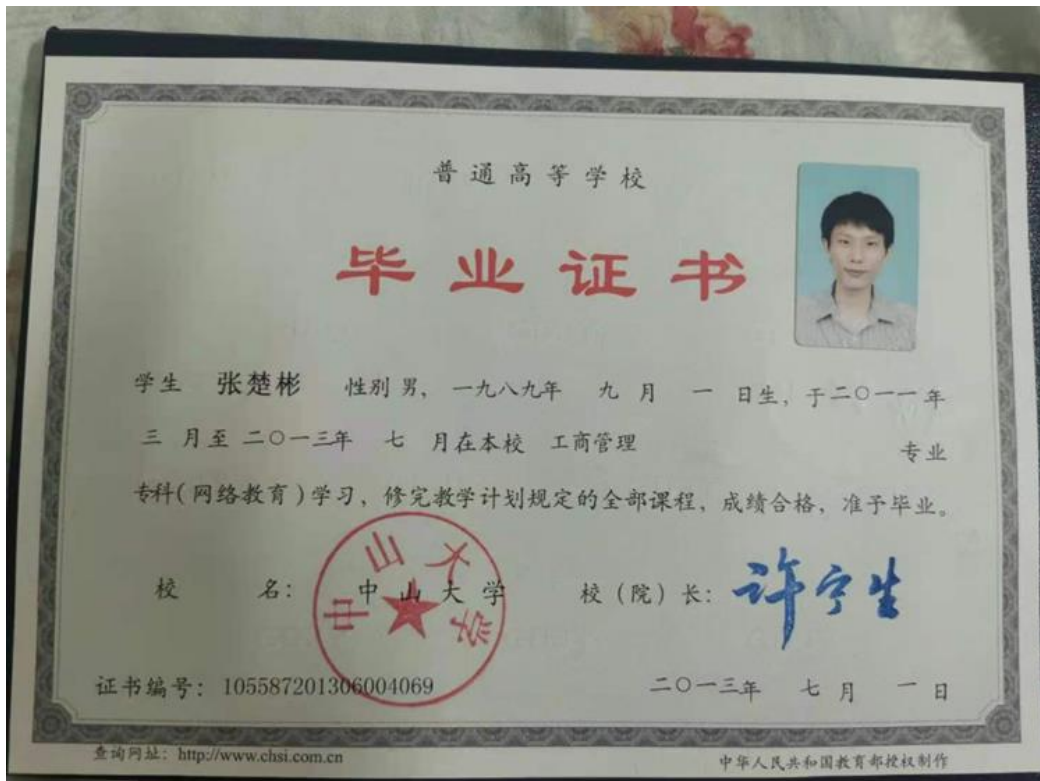 普通高等学校
毕业证书
学生 张楚彬 性别 男, 一九八九年 九 月 一 日生, 于二〇一一年
三 月至 二〇一三年 七 月在本校 工商管理 专业
专科(网络教育)学习, 修完教学计划规定的全部课程, 成绩合格, 准予毕业。
校 名: 中山大学 校(院)长: 许宁生
中山大学
证书编号: 105587201306004069 二〇一三年 七 月 一 日
查询网址: http://www.chsi.com.cn 中华人民共和国教育部授权制作